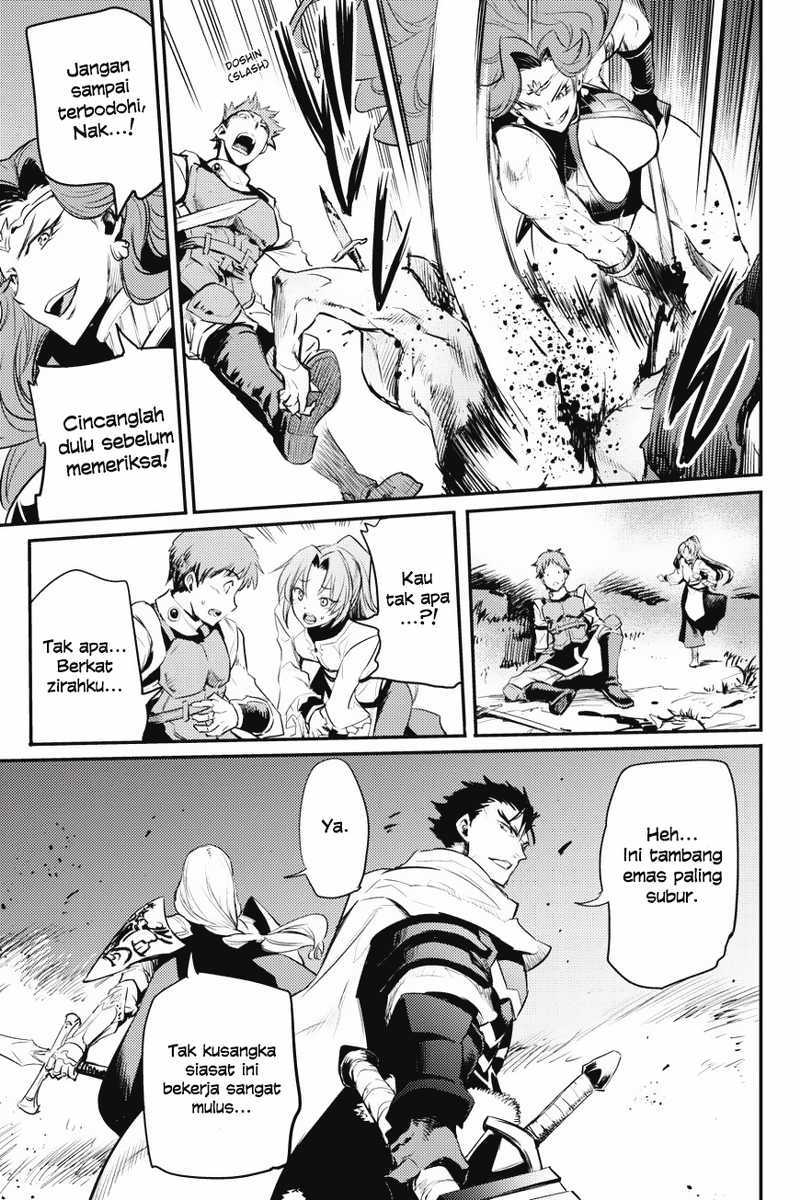 DOSHIN
(SLASH)
Jangan
sampai
terbodohi,
Nak...!
Cincanglah
dulu sebelum
memeriksa!
Kau
tak apa
...?!
Tak apa...
Berkat
zirahku...
Heh...
Ini tambang
emas paling
subur.
Ya.
Tak kusangka
siasat ini
bekerja sangat
mulus...